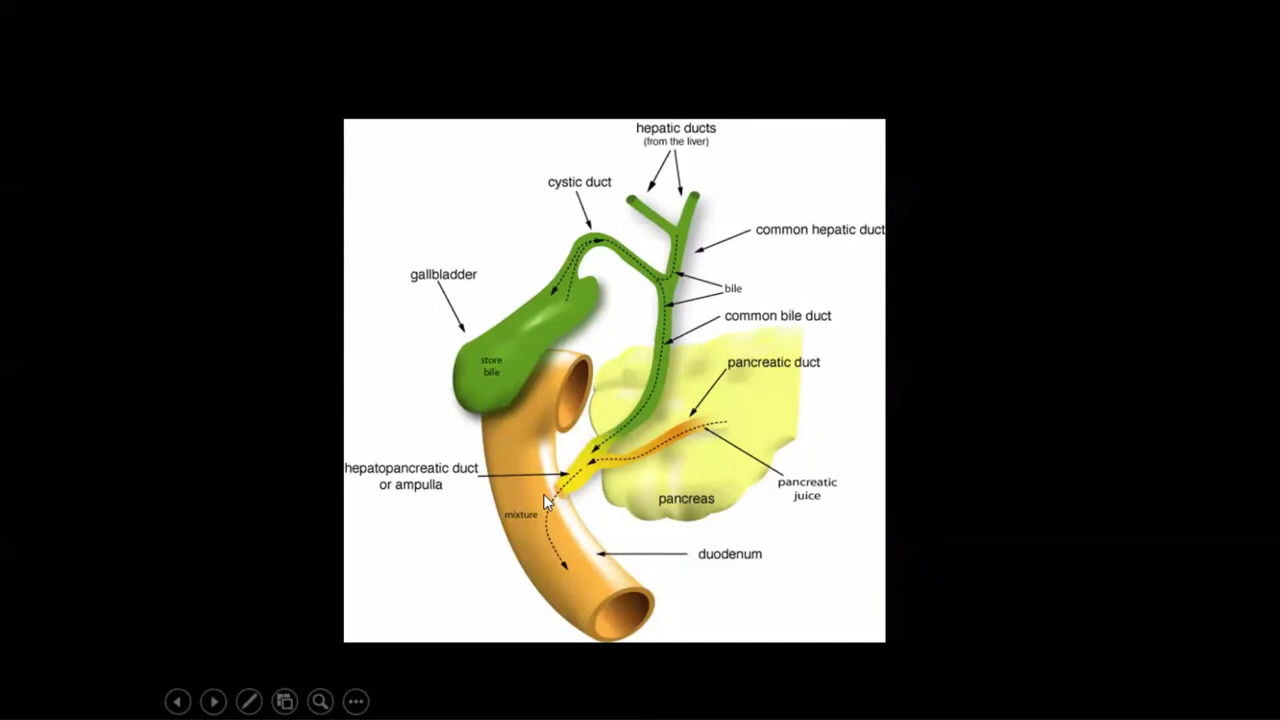 hepatic ducts
(from the liver)
cystic duct
common hepatic duct
gallbladder
bile
common bile duct
store
bile
pancreatic duct
hepatopancreatic duct
or ampulla
pancreatic
juice
pancreas
mixture
duodenum